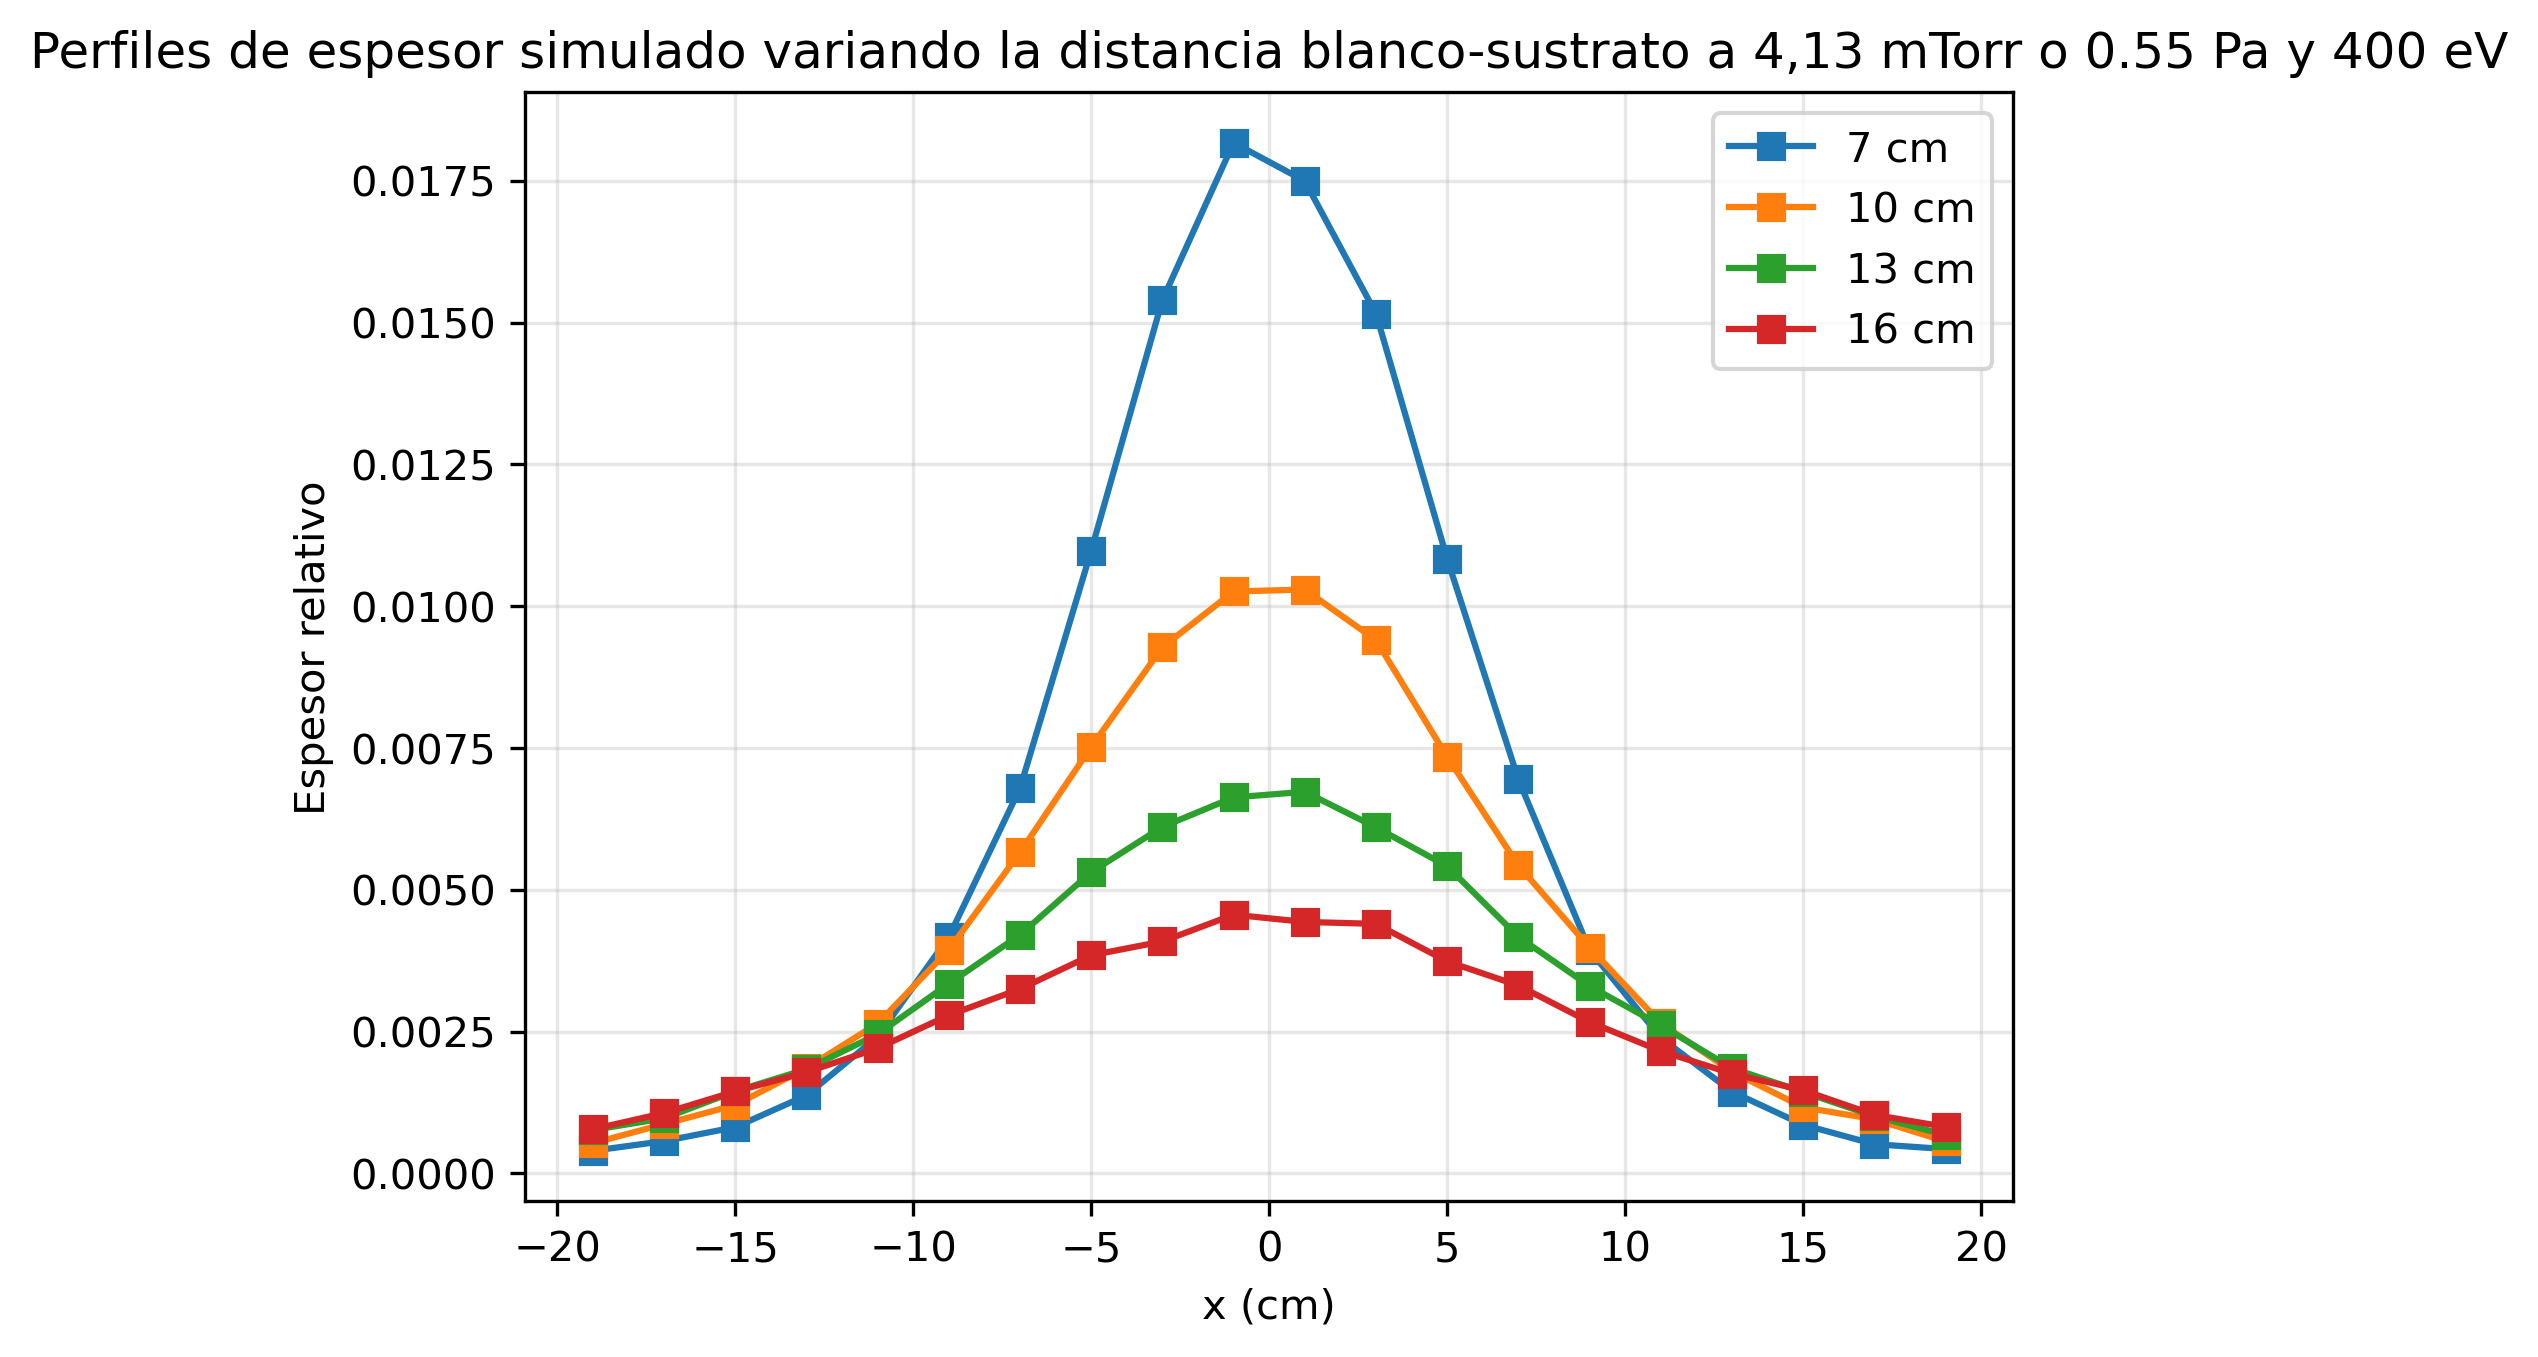 Perfiles de espesor simulado variando la distancia blanco-sustrato a 4,13 mTorr o 0.55 Pa y 400 eV
7 cm
10 cm
13 cm
16 cm
Espesor relativo
0.0175
0.0150
0.0125
0.0100
0.0075
0.0050
0.0025
0.0000
−20 −15 −10 −5 0 5 10 15 20
x (cm)